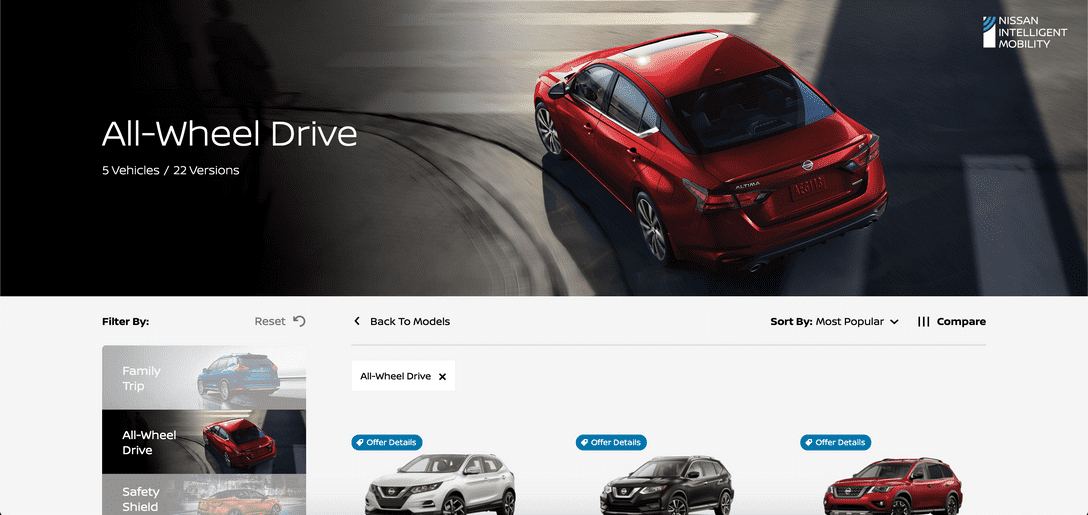 NISSAN
INTELLIGENT
MOBILITY
All-Wheel Drive
5 Vehicles / 22 Versions
ALTIMA
Filter By:
Reset
Back To Models
Sort By: Most Popular
Compare
Family
Trip
All-Wheel Drive
All-Wheel
Drive
Offer Details
Offer Details
Offer Details
Safety
Shield